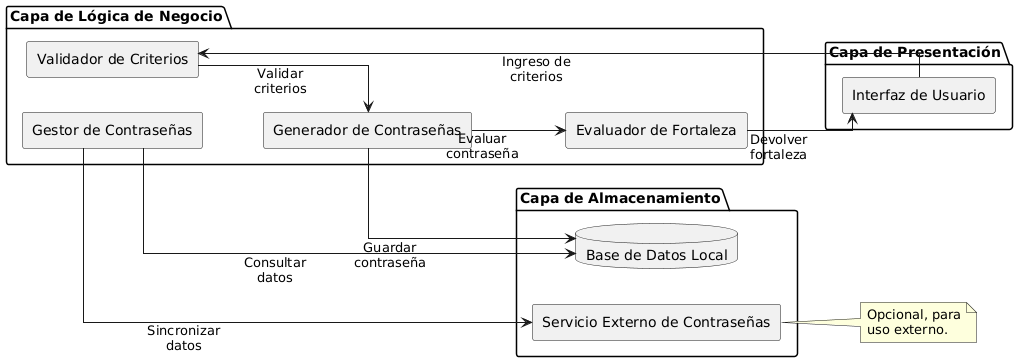 Capa de Lógica de Negocio
Validador de Criterios
Validar
criterios
Ingreso de
criterios
Capa de Presentación
Interfaz de Usuario
Gestor de Contraseñas
Generador de Contraseñas
Evaluar
contraseña
Evaluador de Fortaleza
Devolver
fortaleza
Capa de Almacenamiento
Base de Datos Local
Guardar
contraseña
Consultar
datos
Servicio Externo de Contraseñas
Opcional, para
uso externo.
Sincronizar
datos